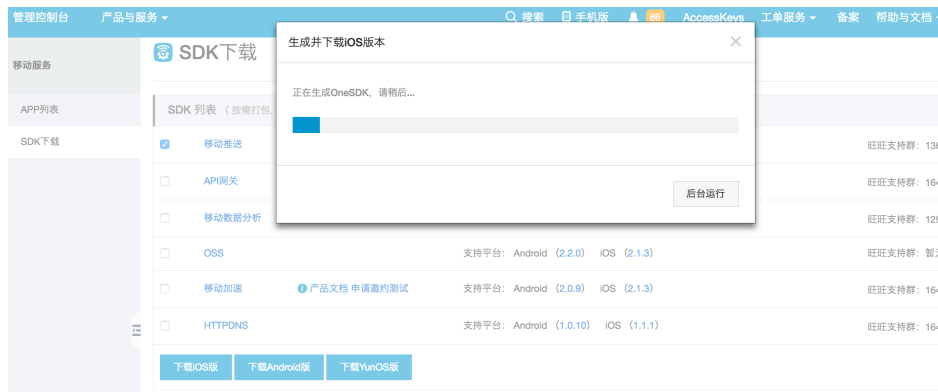 管理控制台 产品与服务 搜索 手机版 86 AccessKeys 工单服务 备案 帮助与文档
移动服务
APP列表
SDK下载
SDK下载
SDK 列表 （按需打包,
生成并下载iOS版本
正在生成OneSDK，请稍后...
后台运行
移动推送 旺旺支持群：136
API网关 旺旺支持群：164
移动数据分析 旺旺支持群：129
OSS 支持平台： Android （2.2.0） iOS （2.1.3） 旺旺支持群：
移动加速 产品文档 申请邀约测试 支持平台： Android （2.0.9） iOS （2.1.3） 旺旺支持群：164
HTTPDNS 支持平台： Android （1.0.10） iOS （1.1.1） 旺旺支持群：164
下载iOS版 下载Android版 下载YunOS版